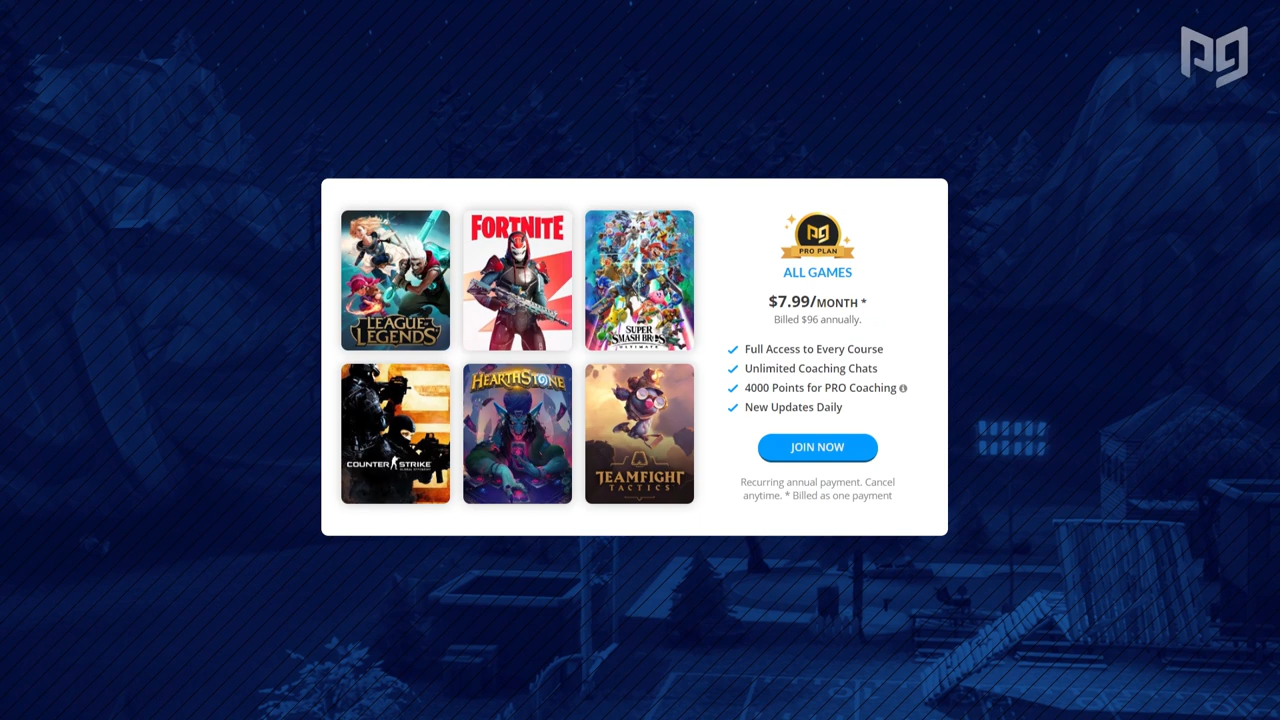 pg
LEAGUE OF
LEGENDS
FORTNITE
SUPER
SMASH BROS.
ULTIMATE
COUNTER STRIKE
HEARTHSTONE
TEAMFIGHT
TACTICS
pg
PRO PLAN
ALL GAMES
$7.99/MONTH *
Billed $96 annually.
Full Access to Every Course
Unlimited Coaching Chats
4000 Points for PRO Coaching
New Updates Daily
JOIN NOW
Recurring annual payment. Cancel
anytime. * Billed as one payment